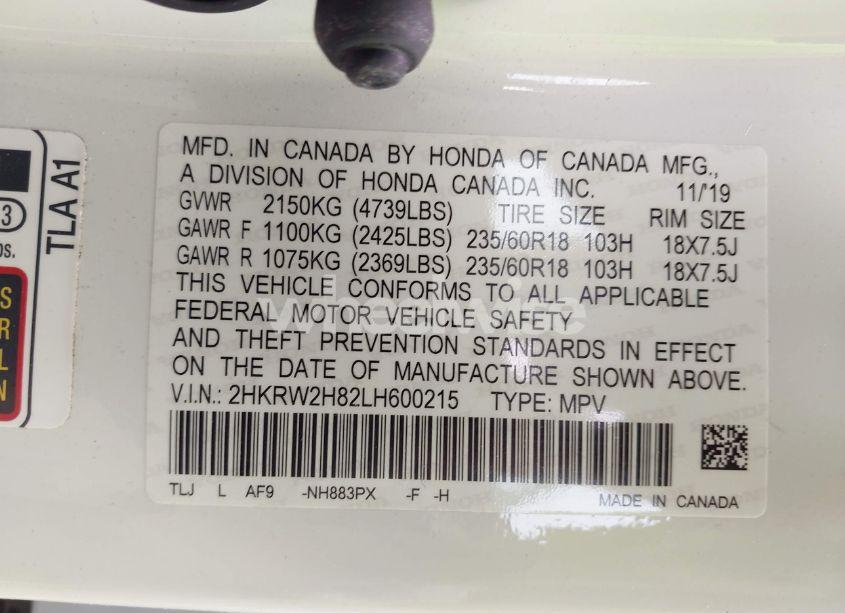 MFD. IN CANADA BY HONDA OF CANADA MFG.,
A DIVISION OF HONDA CANADA INC. 11/'19
GVWR 2150KG (4739LBS) TIRE SIZE RIM SIZE
GAWR F 1100KG (2425LBS) 235/60R18 103H 18X7.5J
GAWR R 1075KG (2369LBS) 235/60R18 103H 18X7.5J
THIS VEHICLE CONFORMS TO ALL APPLICABLE
FEDERAL MOTOR VEHICLE SAFETY
AND THEFT PREVENTION STANDARDS IN EFFECT
ON THE DATE OF MANUFACTURE SHOWN ABOVE.
V.I.N.: 2HKRW2H82LH600215 TYPE: MPV
TLJ L AF9 -NH883PX -F -H
MADE IN CANADA
TLA A1
3
os.
S
R
L
N